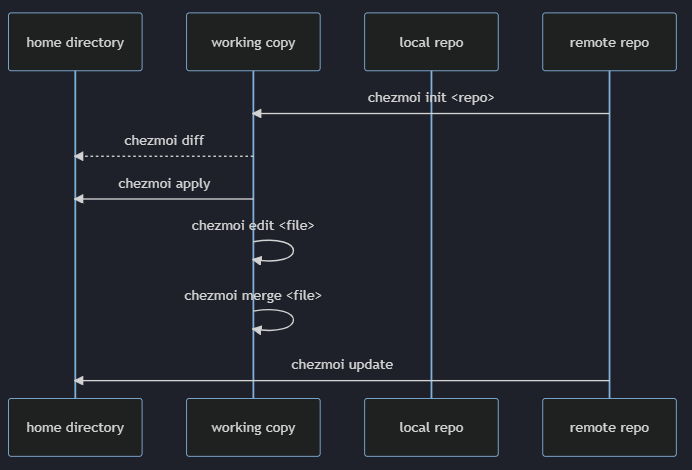 home directory
working copy
local repo
remote repo
chezmoi init <repo>
chezmoi diff
chezmoi apply
chezmoi edit <file>
chezmoi merge <file>
chezmoi update
home directory
working copy
local repo
remote repo